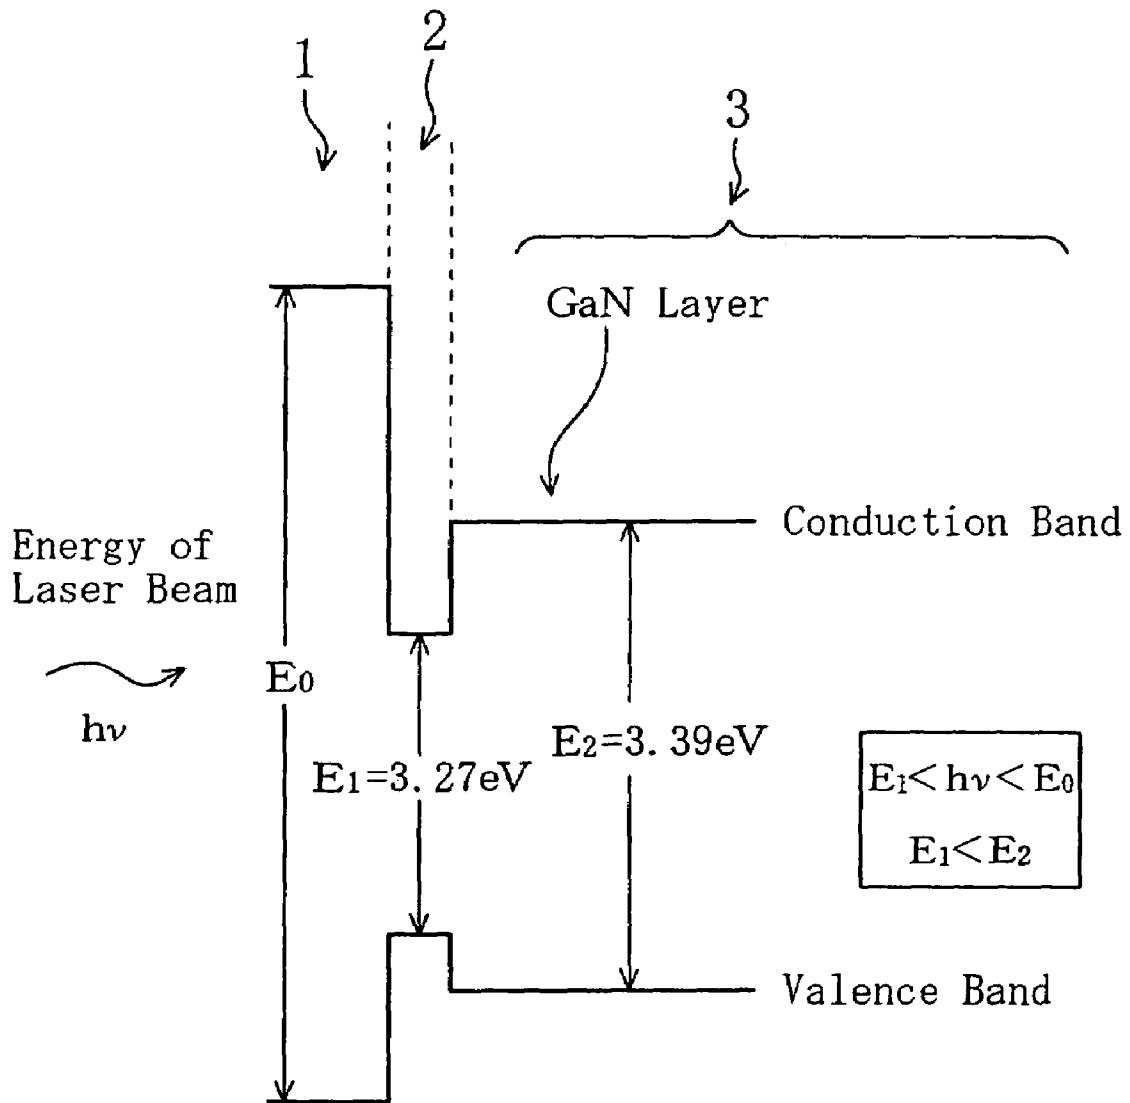 1
2
3
GaN Layer
Conduction Band
Energy of
Laser Beam
hν
E0
E1=3.27eV
E2=3.39eV
E1<hν<E0
E1<E2
Valence Band